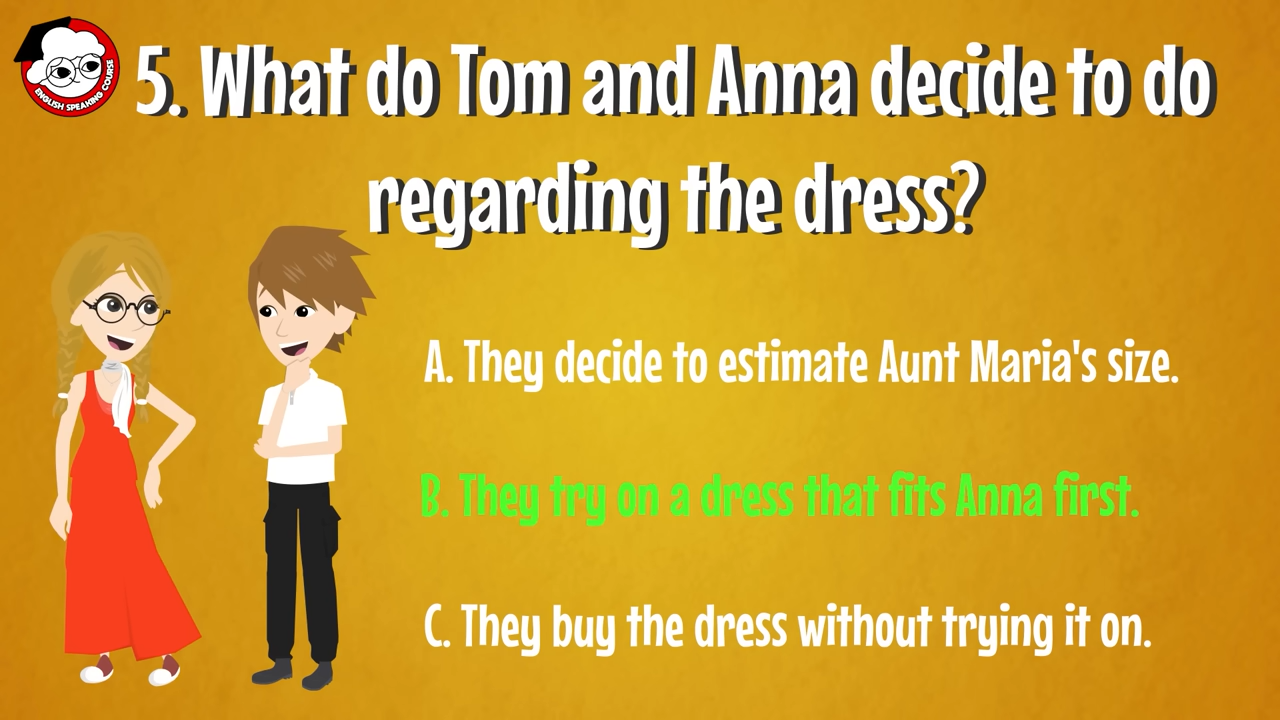 5. What do Tom and Anna decide to do
regarding the dress?
A. They decide to estimate Aunt Maria's size.
B. They try on a dress that fits Anna first.
C. They buy the dress without trying it on.
ENGLISH SPEAKING COURSE